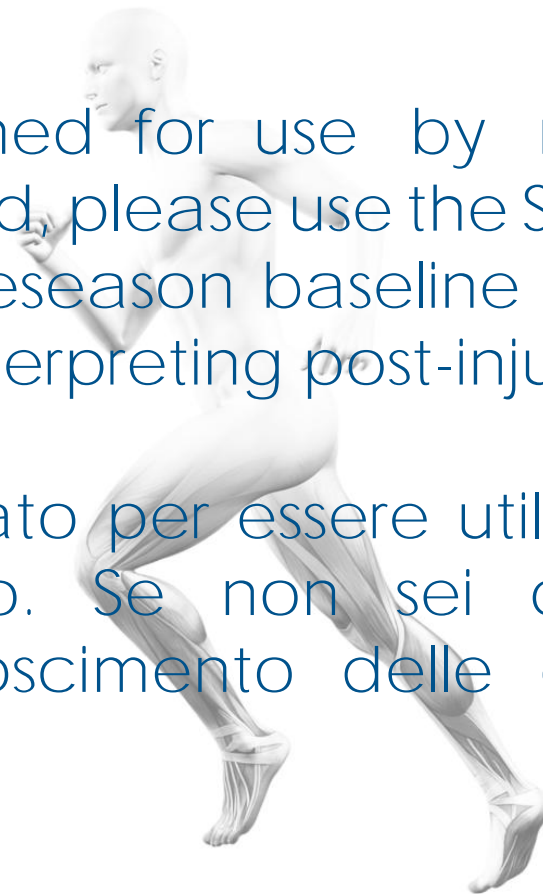 ned for use by
d, please use the S
eseason baseline
erpreting post-inju
ato per essere util
o. Se non sei
oscimento delle